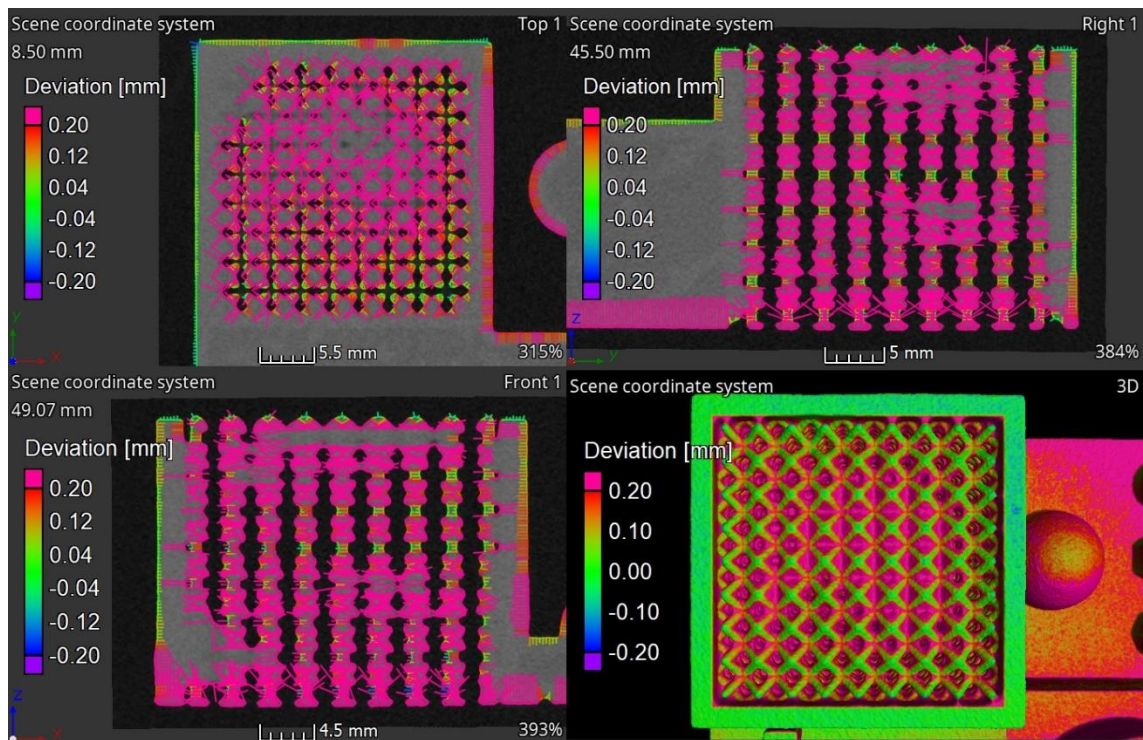 Scene coordinate system
Top 1
8.50 mm
Deviation [mm]
0.20
0.12
0.04
-0.04
-0.12
-0.20
y
x
5.5 mm
315%
Scene coordinate system
Right 1
45.50 mm
Deviation [mm]
0.20
0.12
0.04
-0.04
-0.12
-0.20
z
y
5 mm
384%
Scene coordinate system
Front 1
49.07 mm
Deviation [mm]
0.20
0.12
0.04
-0.04
-0.12
-0.20
z
x
4.5 mm
393%
Scene coordinate system
3D
Deviation [mm]
0.20
0.12
0.04
0.00
-0.10
-0.20